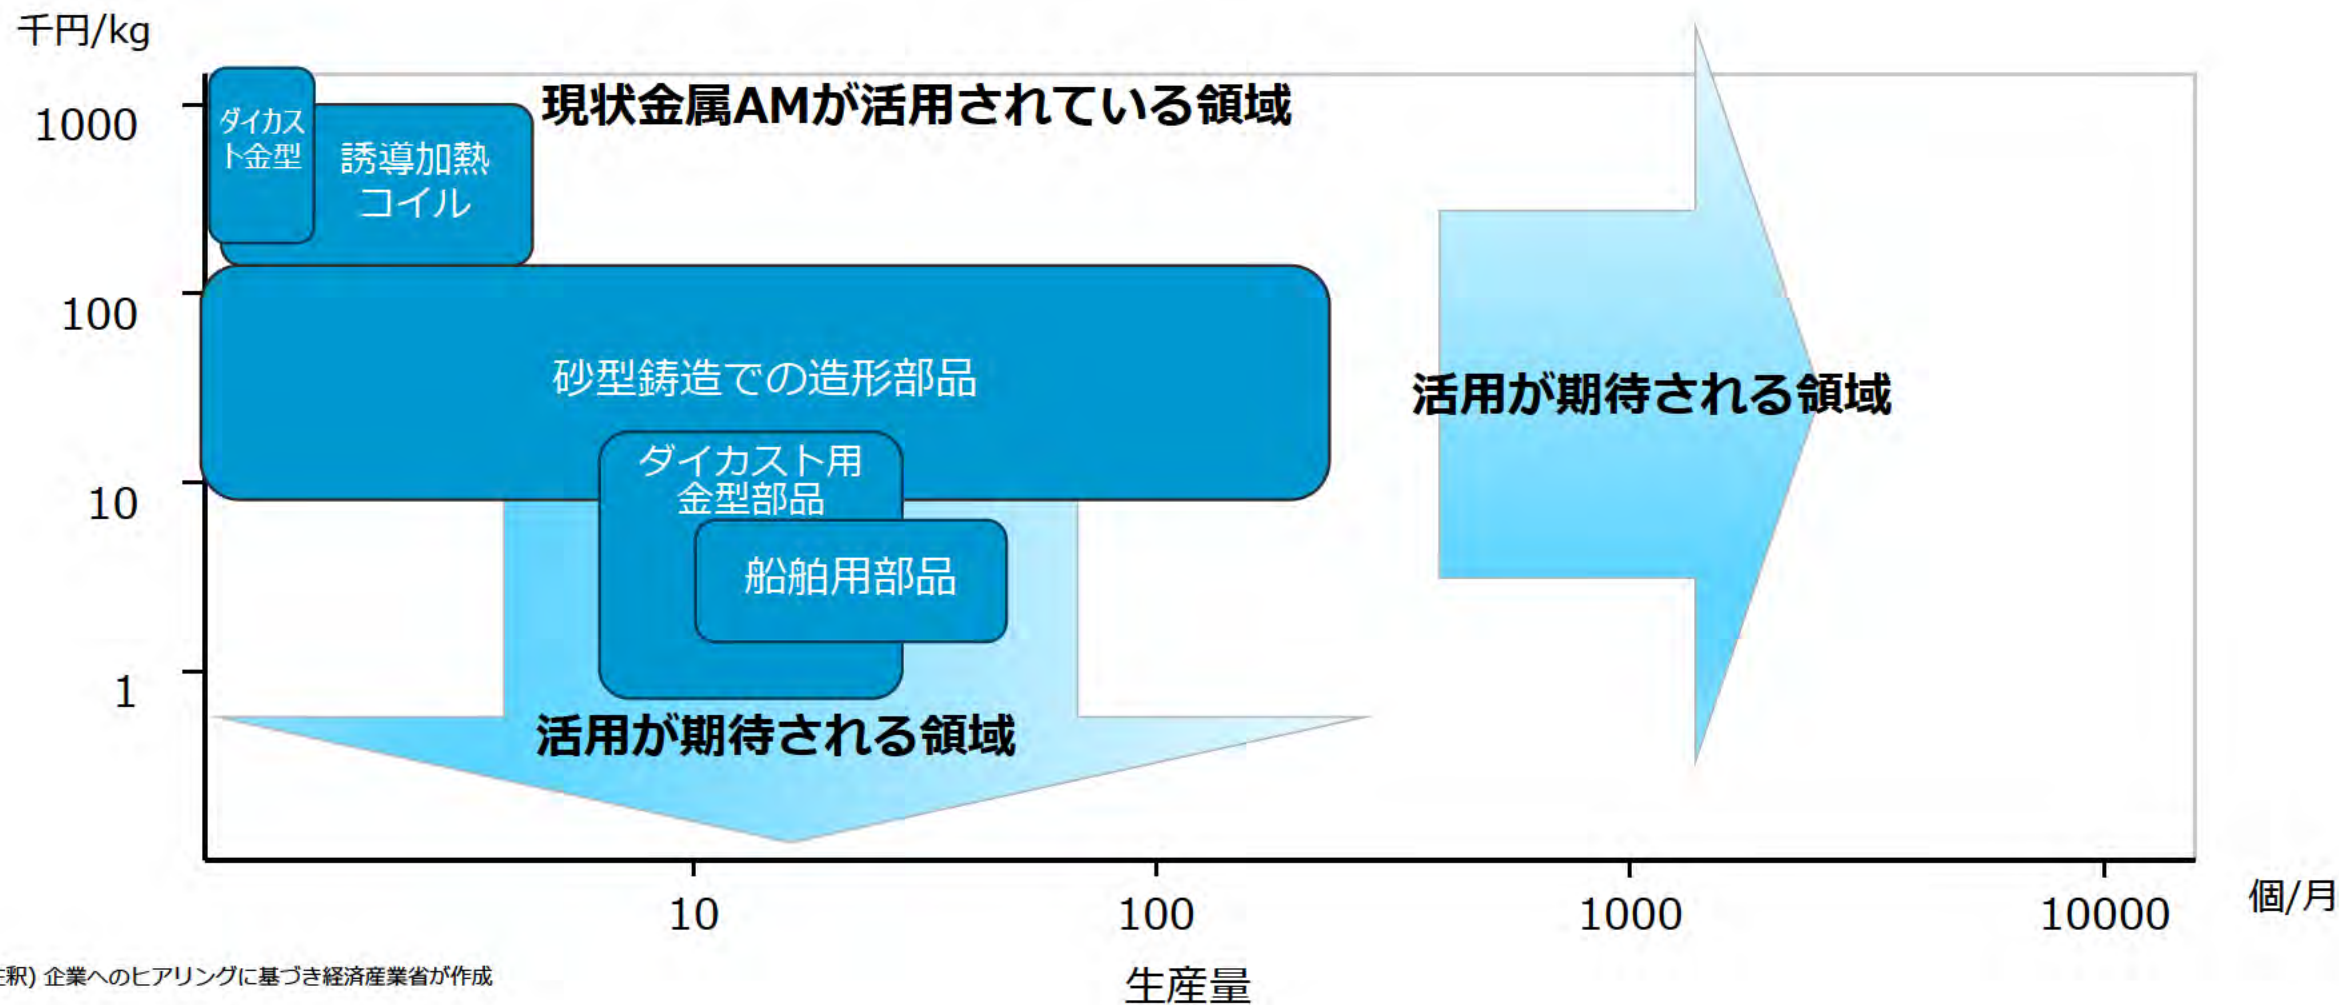 千円/kg
1000
100
10
1
現状金属AMが活用されている領域
ダイカス
ト金型
誘導加熱
コイル
砂型鋳造での造形部品
ダイカスト用
金型部品
船舶用部品
活用が期待される領域
活用が期待される領域
10
100
1000
10000
個/月
生産量
釈) 企業へのヒアリングに基づき経済産業省が作成